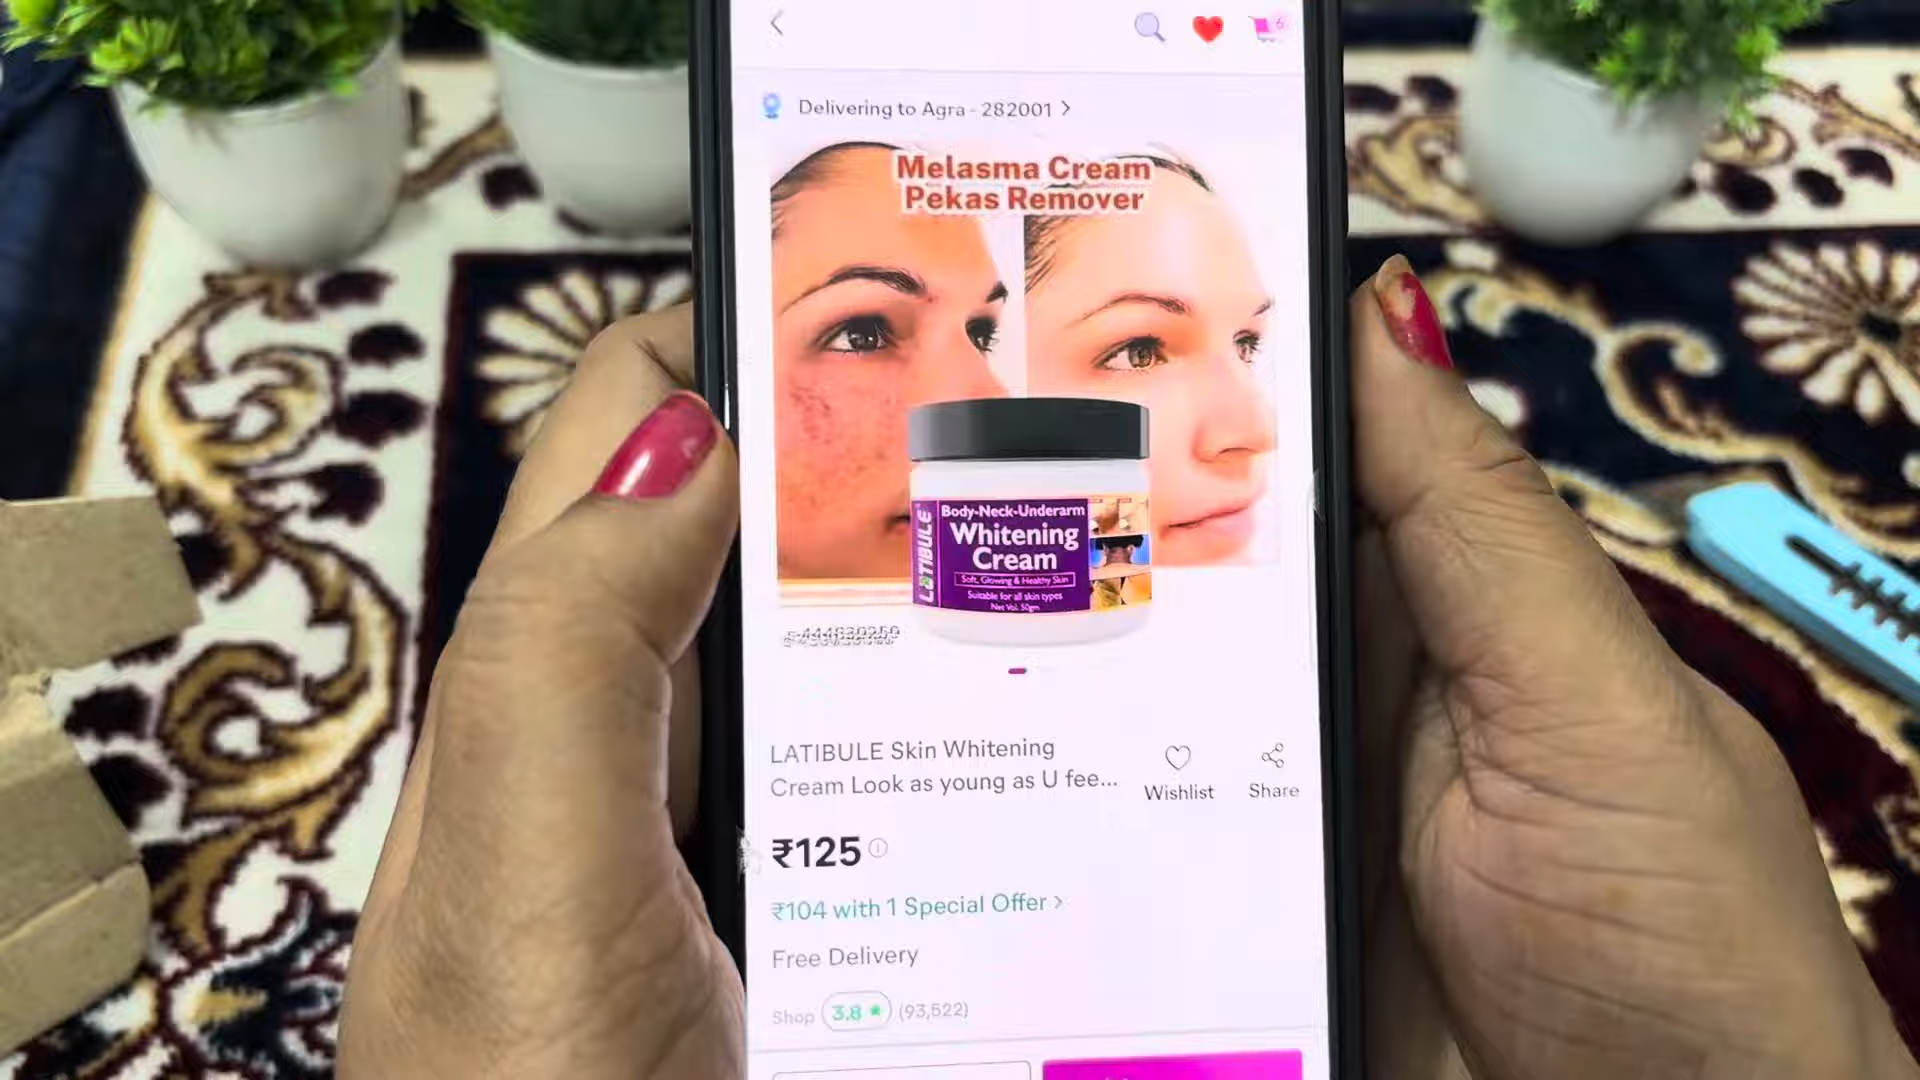 6
Delivering to Agra - 282001
Melasma Cream
Pekas Remover
LATIBULE
Body-Neck-Underarm
Whitening
Cream
Soft, Glowing & Healthy Skin
Suitable for all skin types
Net Vol. 50gm
LATIBULE Skin Whitening
Cream Look as young as U fee...
Wishlist
Share
₹125
₹104 with 1 Special Offer
Free Delivery
Shop 3.8 ★ (93,522)